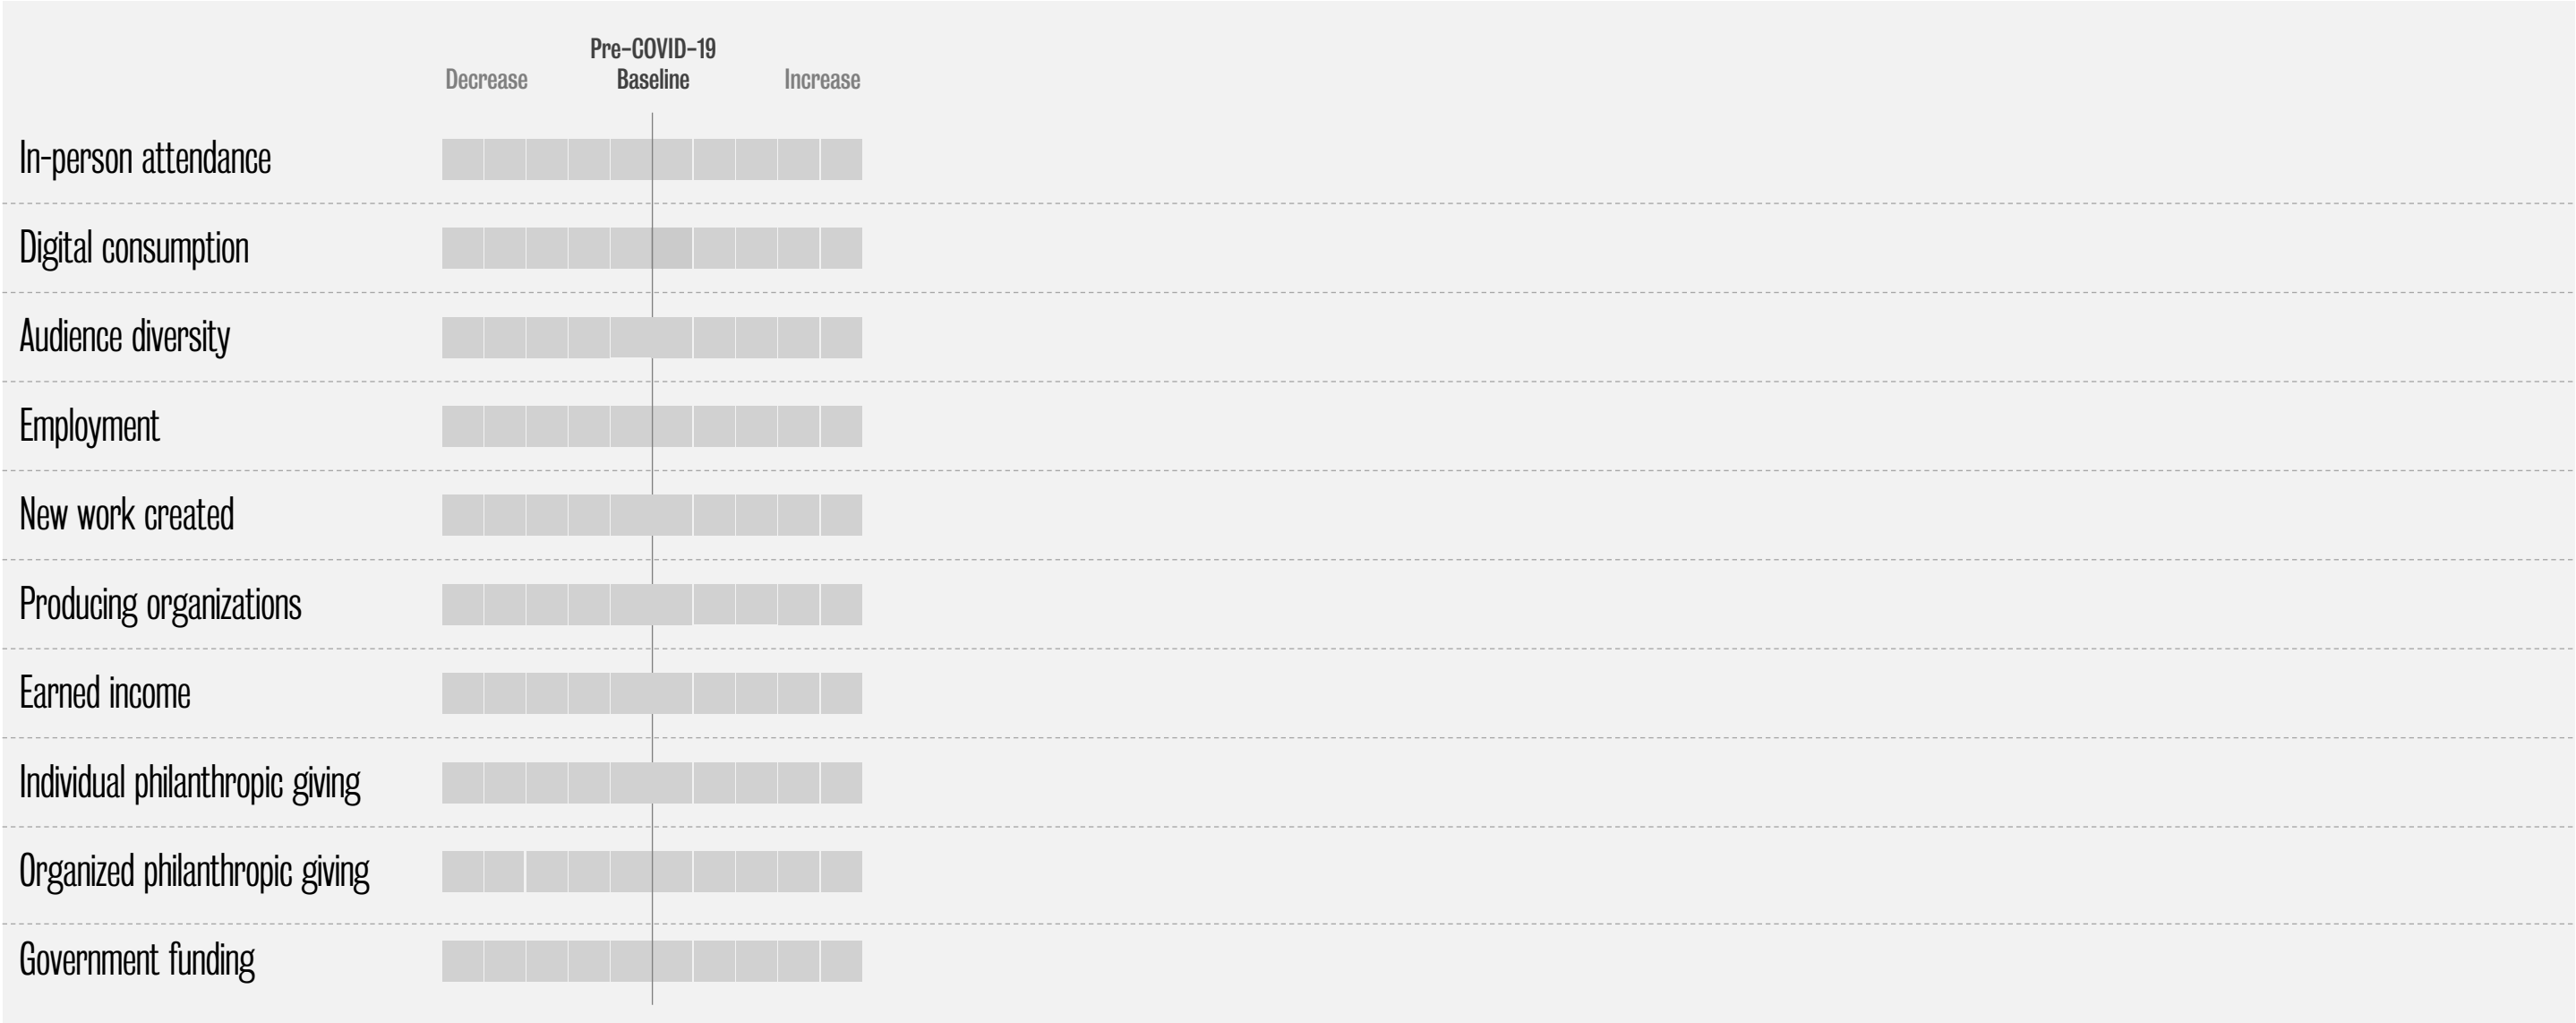 Pre-COVID-19
Decrease Baseline Increase
In-person attendance
Digital consumption
Audience diversity
Employment
New work created
Producing organizations
Earned income
Individual philanthropic giving
Organized philanthropic giving
Government funding